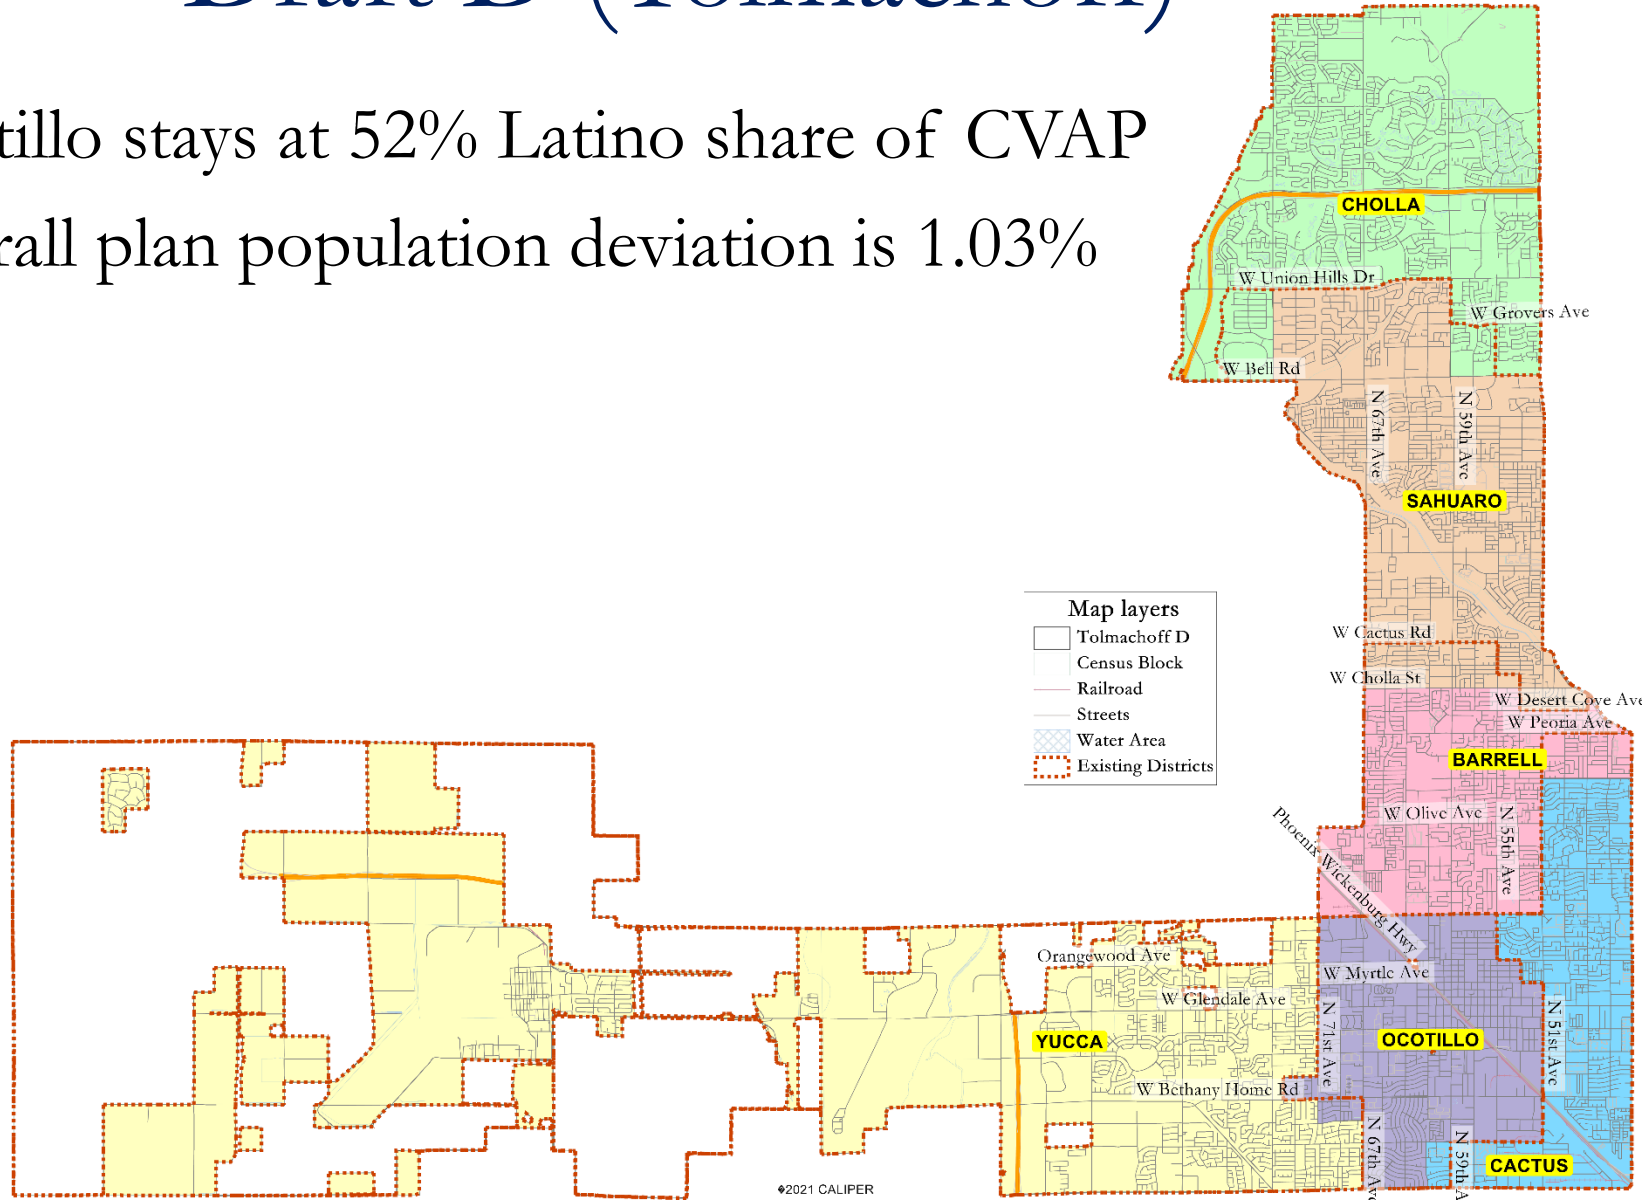 Draft D (Tolmachoff)
tillo stays at 52% Latino share of CVAP
rall plan population deviation is 1.03%
CHOLLA
W Union Hills Dr
W Grovers Ave
W Bell Rd
N 67th Ave
N 59th Ave
SAHUARO
Map layers
Tolmachoff D
Census Block
Railroad
Streets
Water Area
Existing Districts
W Cactus Rd
W Cholla St
W Desert Cove Ave
W Peoria Ave
BARRELL
W Olive Ave
N 55th Ave
Phoenix Wickenburg Hwy
Orangewood Ave
W Myrtle Ave
W Glendale Ave
N 71st Ave
N 51st Ave
YUCCA
OCOTILLO
W Bethany Home Rd
N 67th Ave
N 59th A
CACTUS
�2021 CALIPER